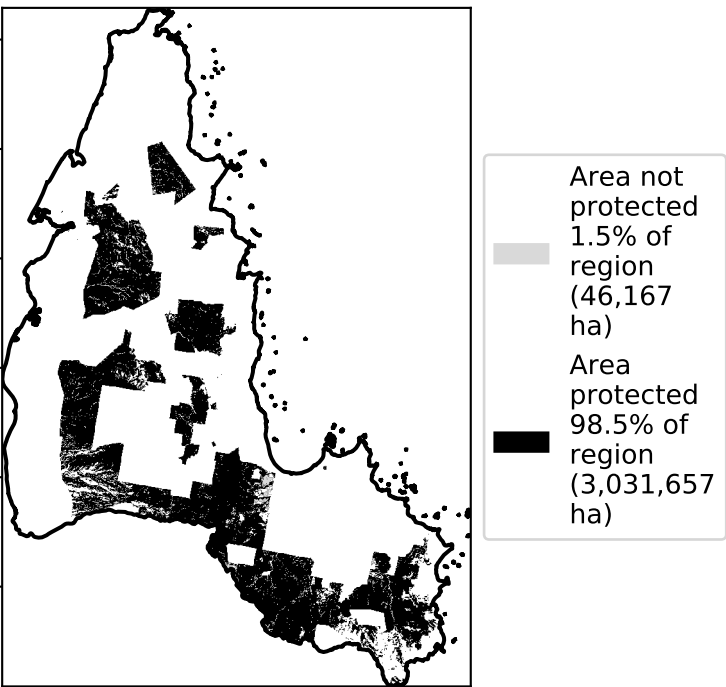 Area not
protected
1.5% of
region
(46,167
ha)
Area
protected
98.5% of
region
(3,031,657
ha)